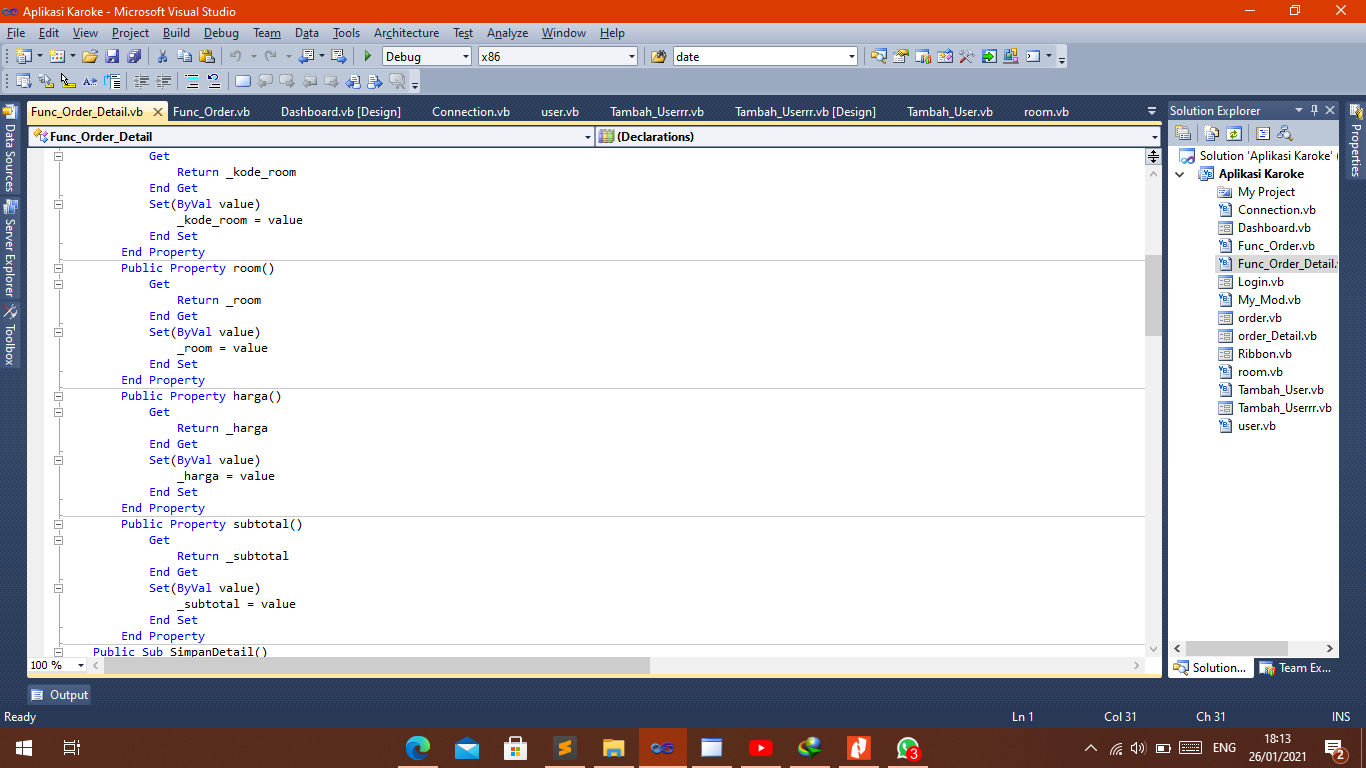 Aplikasi Karoke - Microsoft Visual Studio
File Edit View Project Build Debug Team Data Tools Architecture Test Analyze Window Help
Debug x86 date
Func_Order_Detail.vb Func_Order.vb Dashboard.vb [Design] Connection.vb user.vb Tambah_Userrr.vb Tambah_Userrr.vb [Design] Tambah_User.vb room.vb
Func_Order_Detail (Declarations)
Get
Return _kode_room
End Get
Set(ByVal value)
_kode_room = value
End Set
End Property
Public Property room()
Get
Return _room
End Get
Set(ByVal value)
_room = value
End Set
End Property
Public Property harga()
Get
Return _harga
End Get
Set(ByVal value)
_harga = value
End Set
End Property
Public Property subtotal()
Get
Return _subtotal
End Get
Set(ByVal value)
_subtotal = value
End Set
End Property
Public Sub SimpanDetail()
100 %
Data Sources
Server Explorer
Toolbox
Solution Explorer
Solution 'Aplikasi Karoke' (
Aplikasi Karoke
My Project
Connection.vb
Dashboard.vb
Func_Order.vb
Func_Order_Detail.v
Login.vb
My_Mod.vb
order.vb
order_Detail.vb
Ribbon.vb
room.vb
Tambah_User.vb
Tambah_Userrr.vb
user.vb
Solution... Team Ex...
Properties
Output
Ready Ln 1 Col 31 Ch 31 INS
3 ENG 18:13
26/01/2021 2